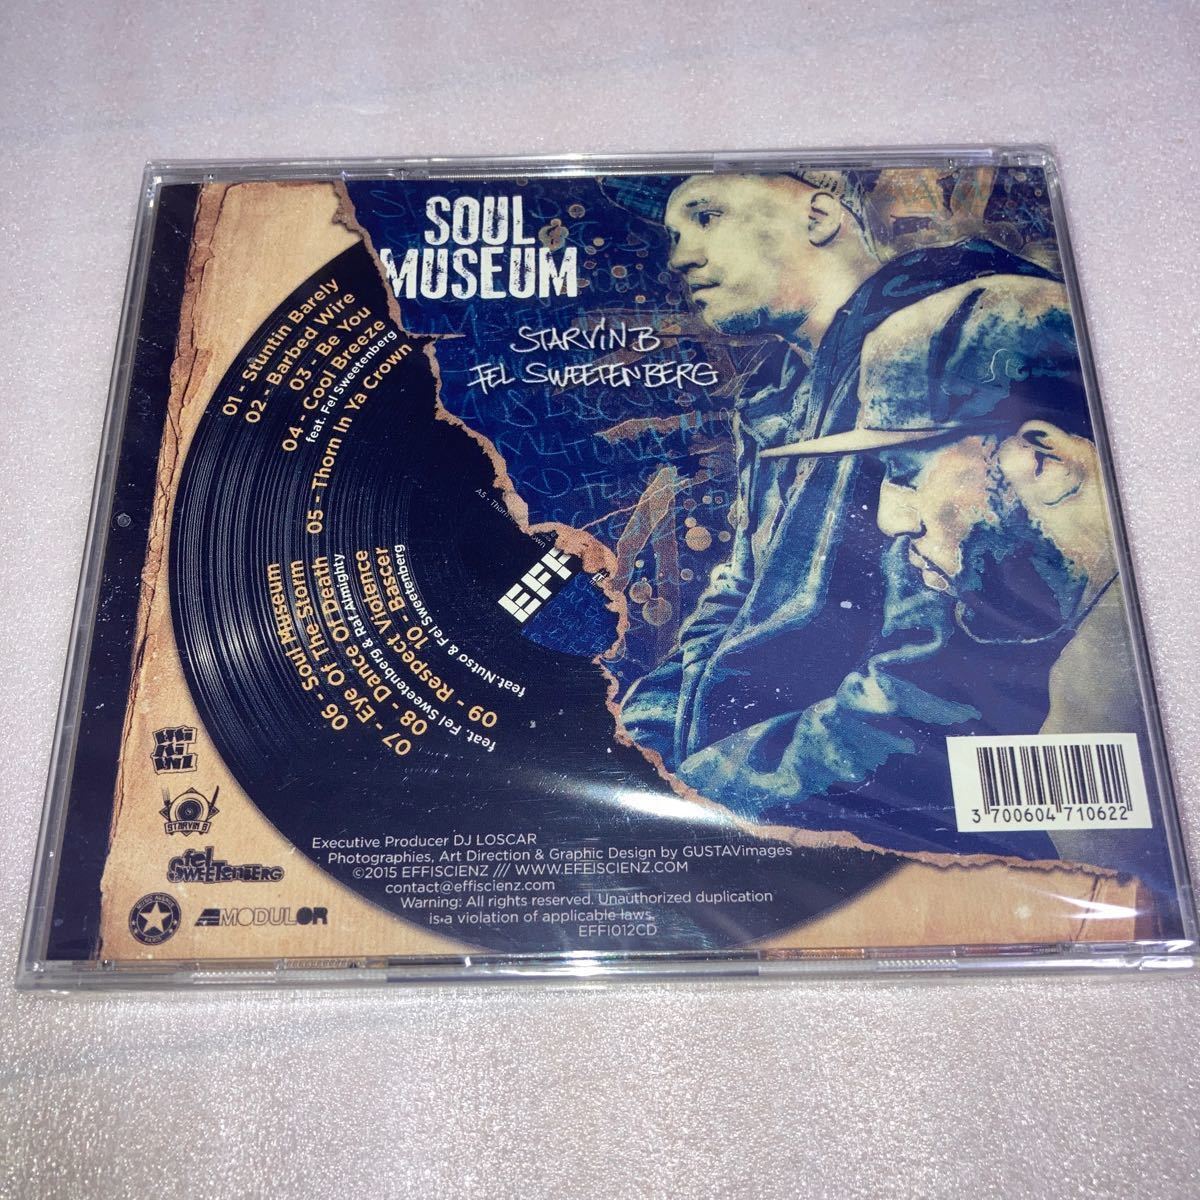 SOUL
MUSEUM
STARVIN B
FEL SWEETENBERG
01 - Stuntin Barely
02 - Barbed Wire
03 - Be You
04 - Cool Breeze
feat. Fel Sweetenberg
05 - Thorn In Ya Crown
06 - Soul Museum
07 - Eye of The Storm
08 - Dance Of Death
feat. Fel Sweetenberg & Raf Almighty
09 - Respect Violence
10 - Bascer
feat. Nutso & Fel Sweetenberg
EFF
STARVIN B
fel
SWEETENBERG
MODULOR
Executive Producer DJ LOSCAR
Photographies, Art Direction & Graphic Design by GUSTAVimages
©2015 EFFISCIENZ /// WWW.EFFISCIENZ.COM
contact@effiscienz.com
Warning: All rights reserved. Unauthorized duplication
is a violation of applicable laws.
EFFI012CD
3 700604 710622